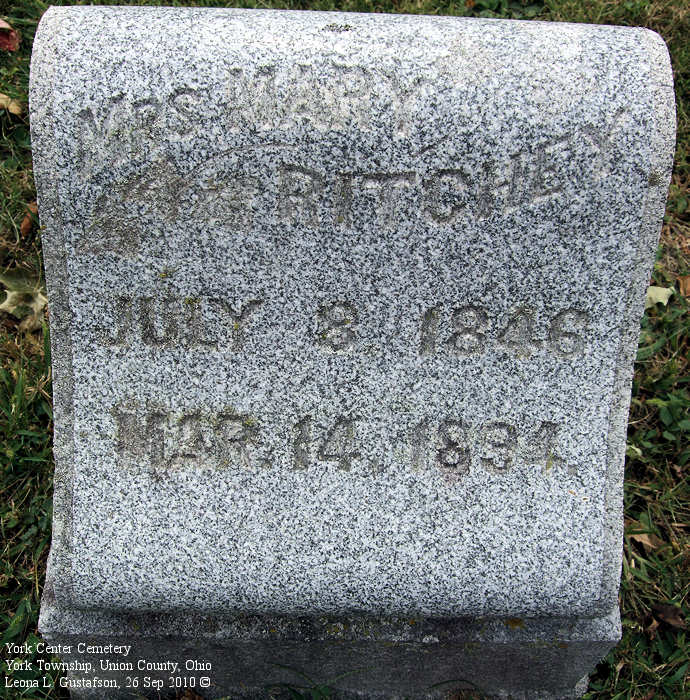 MRS MARY
RITCHEY
JULY 8 1846
MAR. 14, 1894.
York Center Cemetery
York Township, Union County, Ohio
Leona L. Gustafson, 26 Sep 2010 ©